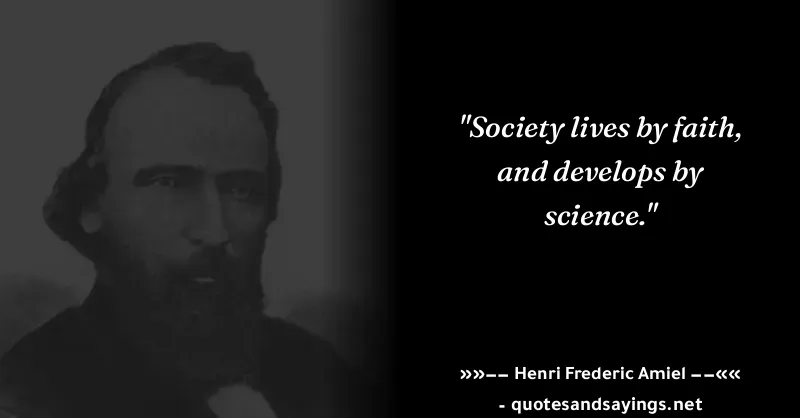 "Society lives by faith,
and develops by
science."
»»−− Henri Frederic Amiel −−««
- quotesandsayings.net